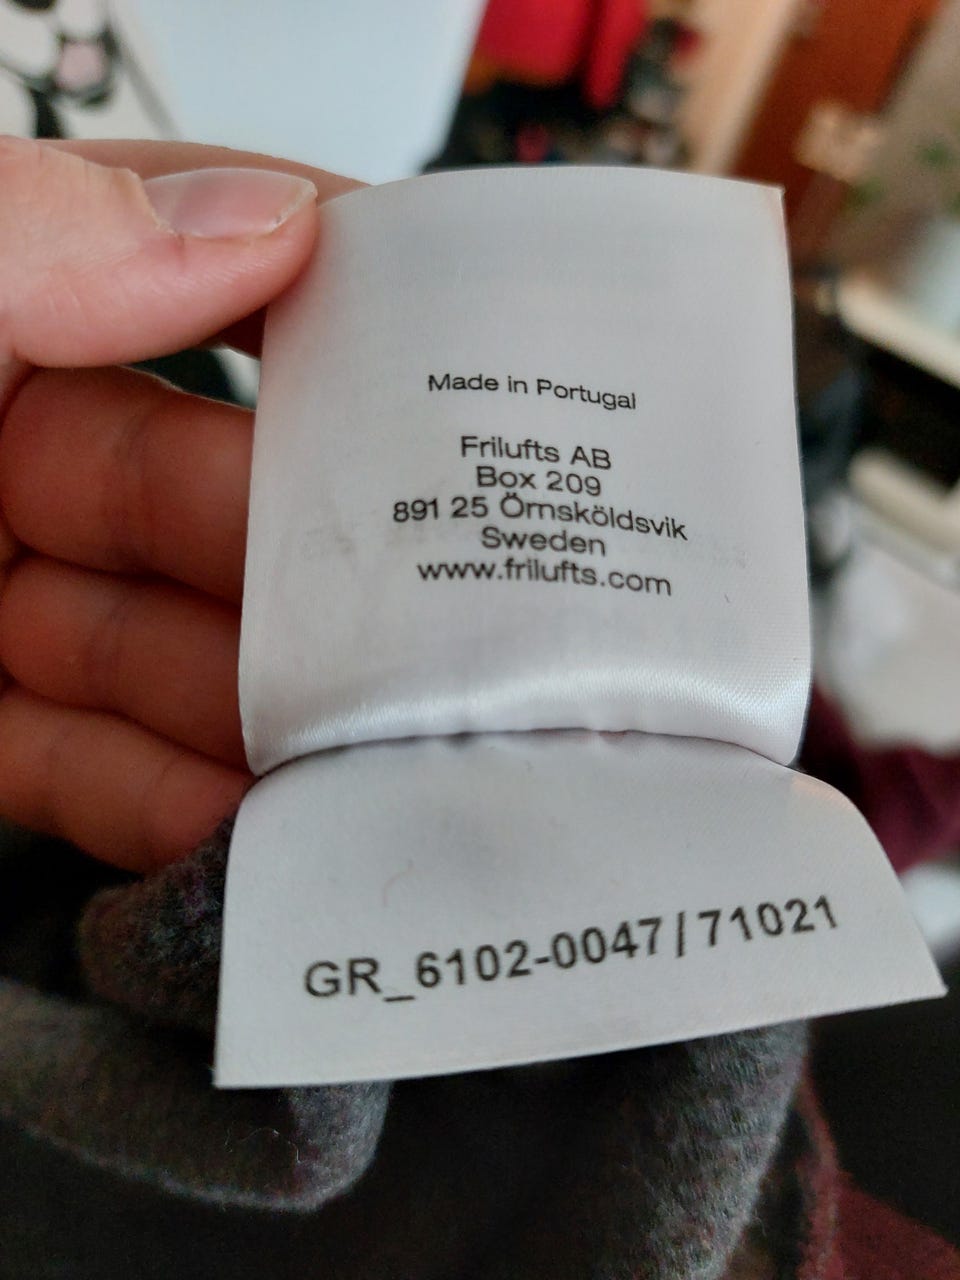 Made in Portugal
Frilufts AB
Box 209
891 25 Örnsköldsvik
Sweden
www.frilufts.com
GR_6102-0047/71021